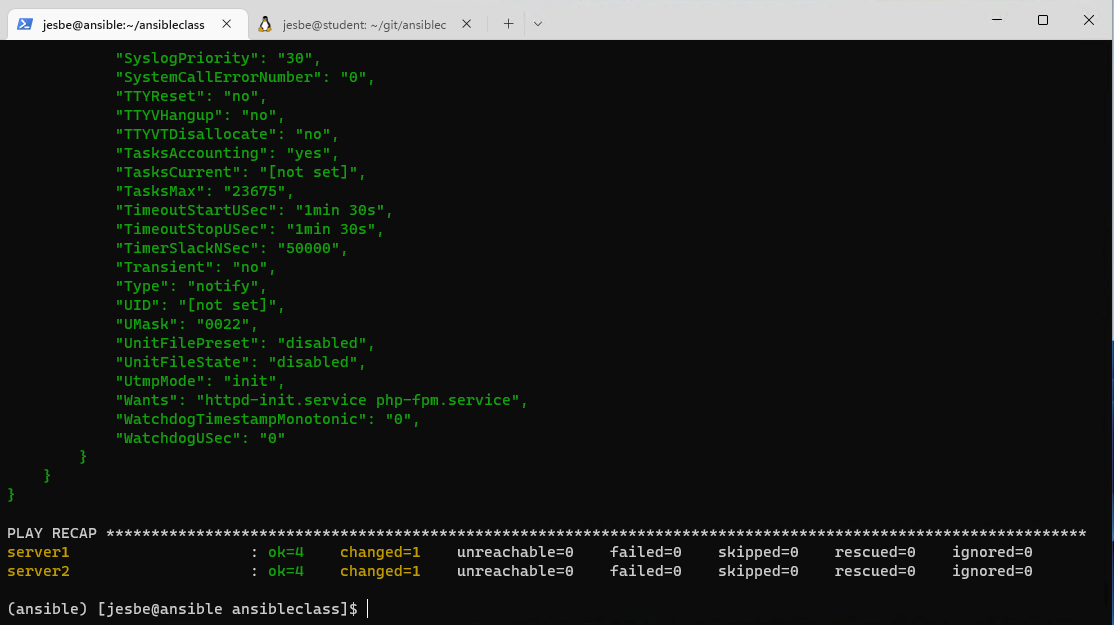 jesbe@ansible:~/ansibleclass
jesbe@student: ~/git/ansiblec
"SyslogPriority": "30",
"SystemCallErrorNumber": "0",
"TTYReset": "no",
"TTYVHangup": "no",
"TTYVTDisallocate": "no",
"TasksAccounting": "yes",
"TasksCurrent": "[not set]",
"TasksMax": "23675",
"TimeoutStartUSec": "1min 30s",
"TimeoutStopUSec": "1min 30s",
"TimerSlackNSec": "50000",
"Transient": "no",
"Type": "notify",
"UID": "[not set]",
"UMask": "0022",
"UnitFilePreset": "disabled",
"UnitFileState": "disabled",
"UtmpMode": "init",
"Wants": "httpd-init.service php-fpm.service",
"WatchdogTimestampMonotonic": "0",
"WatchdogUSec": "0"
}
}
}
PLAY RECAP *************************************************************************************************************
server1 : ok=4 changed=1 unreachable=0 failed=0 skipped=0 rescued=0 ignored=0
server2 : ok=4 changed=1 unreachable=0 failed=0 skipped=0 rescued=0 ignored=0
(ansible) [jesbe@ansible ansibleclass]$